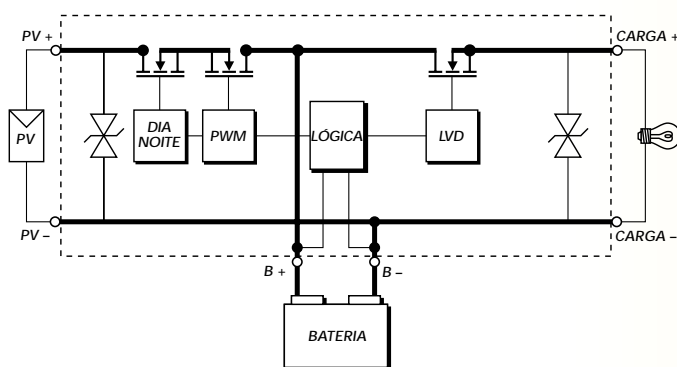 PV +
CARGA +
PV
DIA
NOITE
PWM
LÓGICA
LVD
PV –
CARGA –
B +
B –
BATERIA